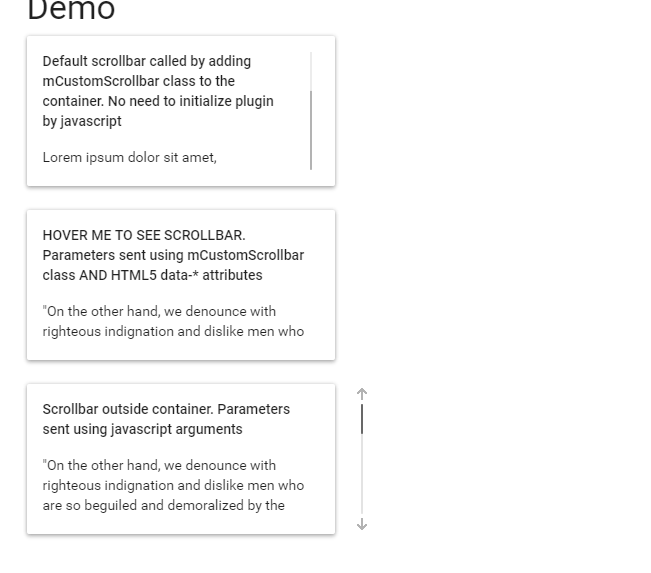 Demo
Default scrollbar called by adding
mCustomScrollbar class to the
container. No need to initialize plugin
by javascript
Lorem ipsum dolor sit amet,
HOVER ME TO SEE SCROLLBAR.
Parameters sent using mCustomScrollbar
class AND HTML5 data-* attributes
"On the other hand, we denounce with
righteous indignation and dislike men who
Scrollbar outside container. Parameters
sent using javascript arguments
"On the other hand, we denounce with
righteous indignation and dislike men who
are so beguiled and demoralized by the